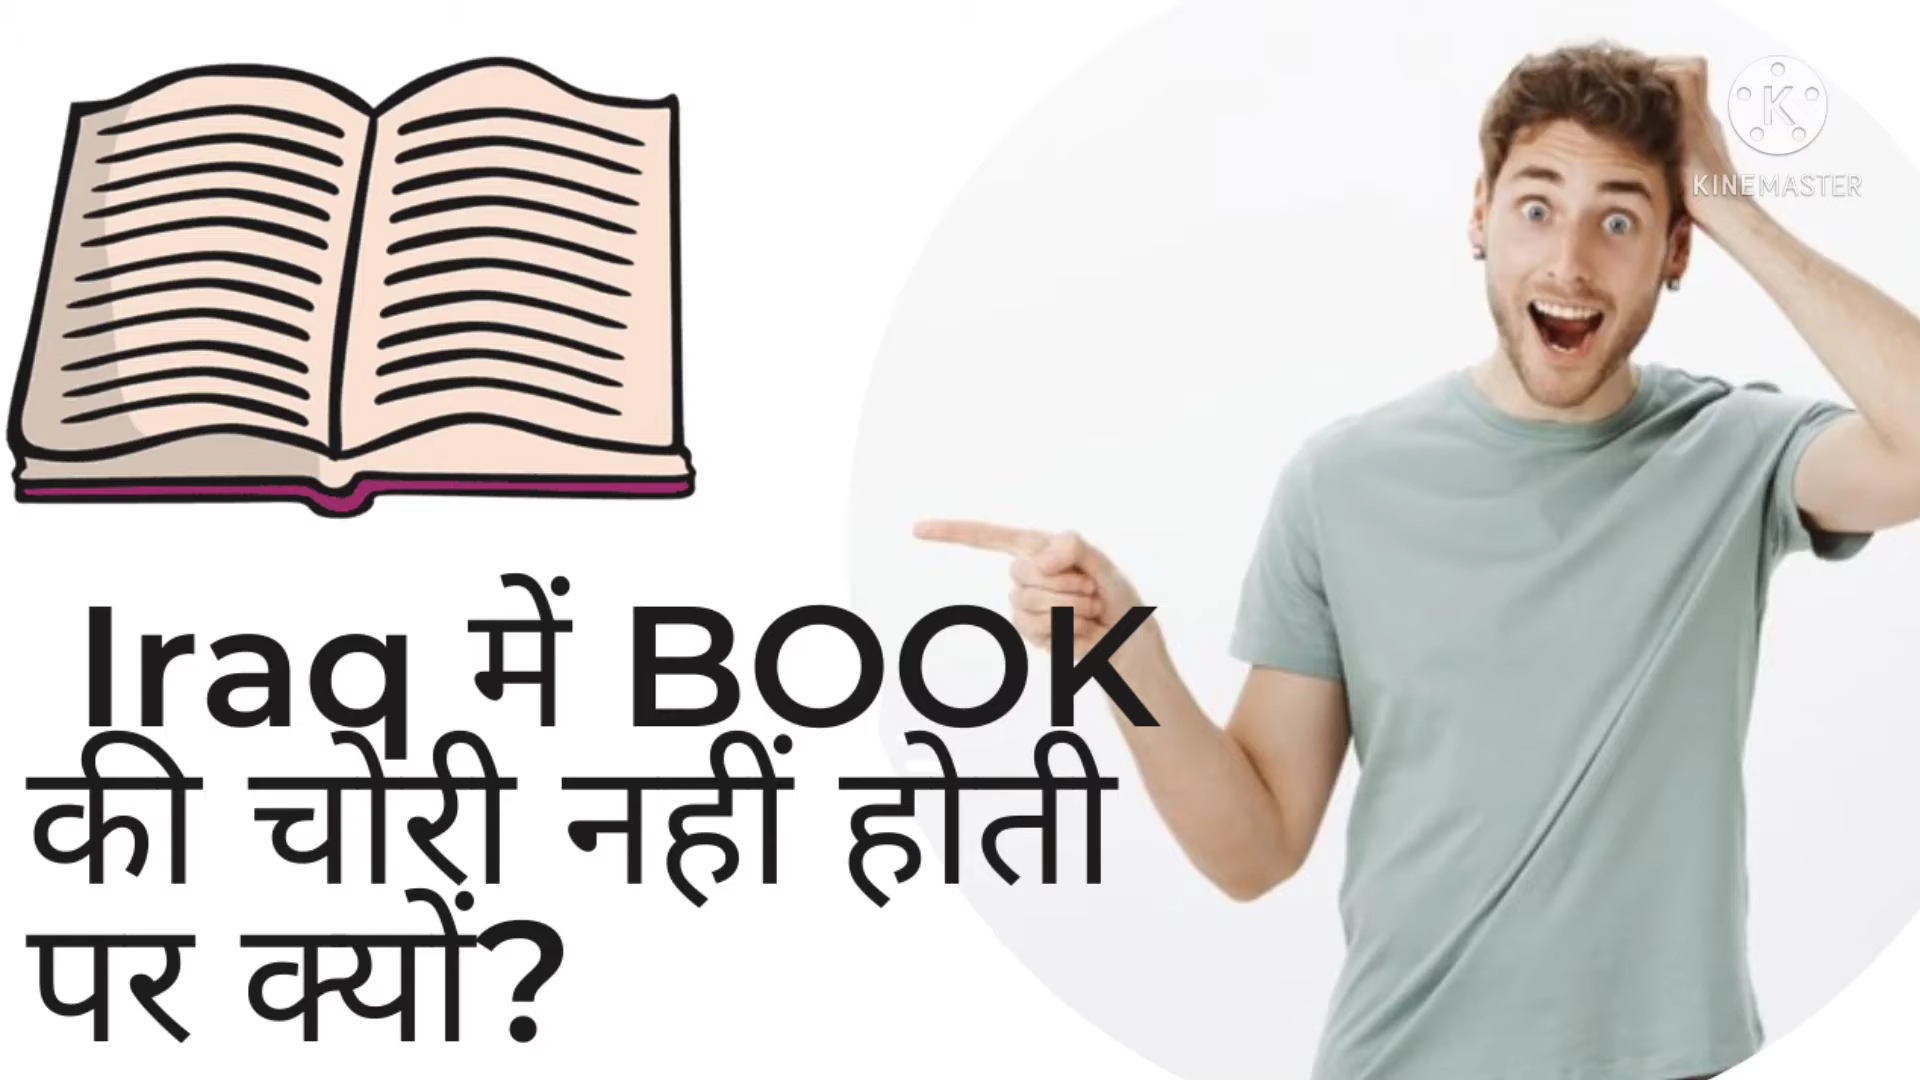 K
KINEMASTER
Iraq में BOOK
की चोरी नहीं होती
पर क्यों?